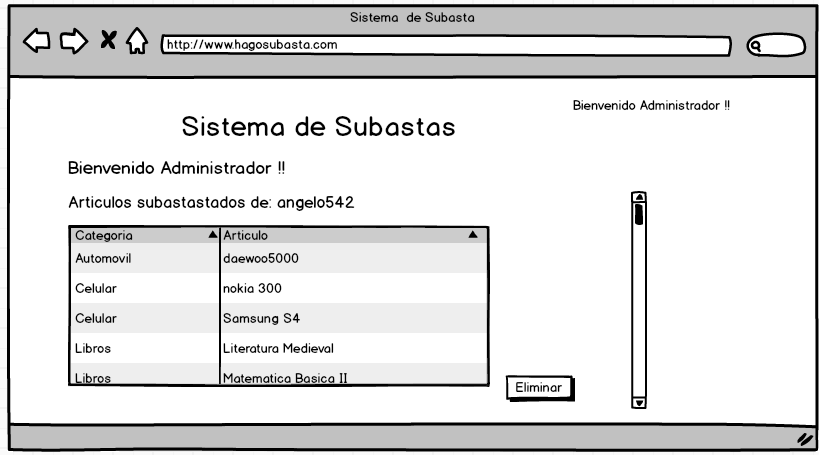 Sistema de Subasta
http://www.hagosubasta.com
Bienvenido Administrador !!
Sistema de Subastas
Bienvenido Administrador !!
Articulos subastastados de: angelo542
Categoria Articulo
Automovil daewoo5000
Celular nokia 300
Celular Samsung S4
Libros Literatura Medieval
Libros Matematica Basica II
Eliminar